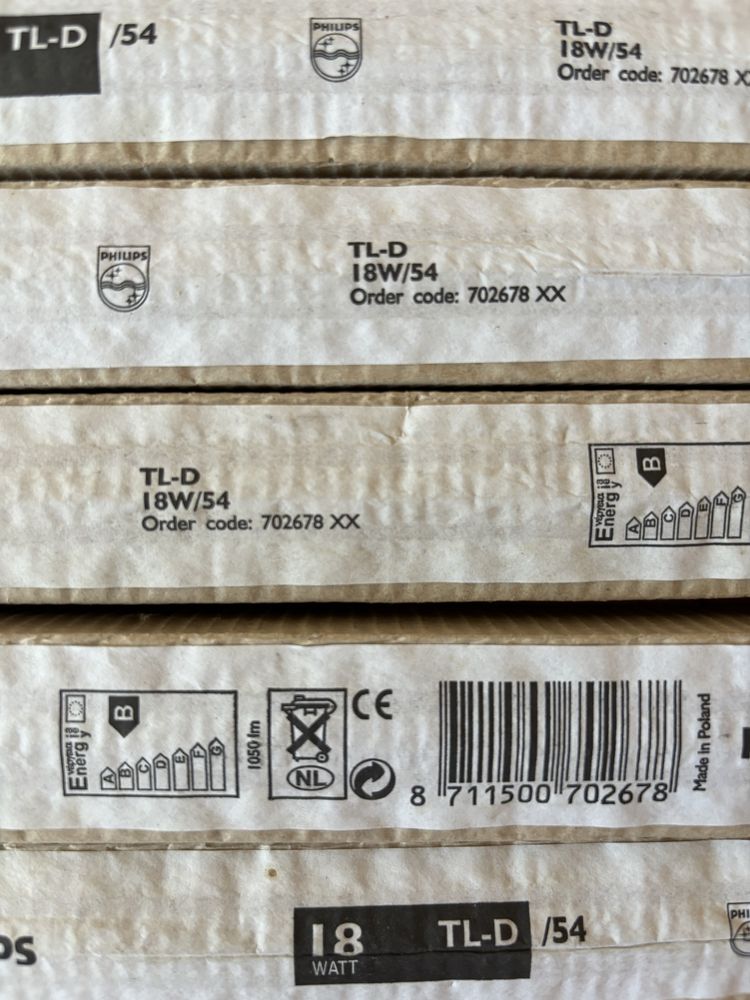 TL-D /54
PHILIPS
TL-D
18W/54
Order code: 702678 X
PHILIPS
TL-D
18W/54
Order code: 702678 XX
TL-D
18W/54
Order code: 702678 XX
Energy
B
A B C D E F G
Energy
B
A B C D E F G
1050 lm
NL
CE
8 711500 702678
Made in Poland
PS
18
WATT
TL-D /54
PHI